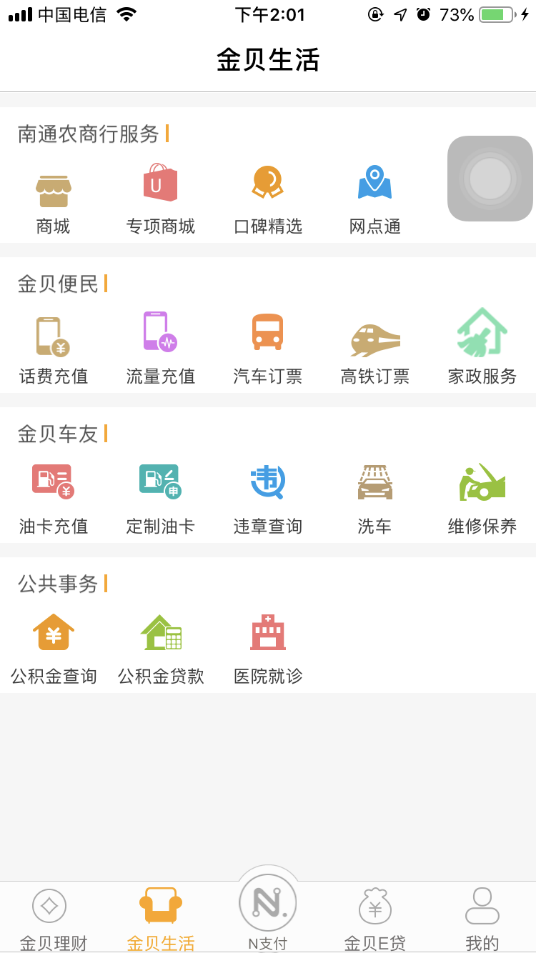 中国电信 下午2:01 73%
金贝生活
南通农商行服务
U
商城 专项商城 口碑精选 网点通
金贝便民
¥
话费充值 流量充值 汽车订票 高铁订票 家政服务
金贝车友
¥ 申 违
油卡充值 定制油卡 违章查询 洗车 维修保养
公共事务
¥
公积金查询 公积金贷款 医院就诊
N ¥
金贝理财 金贝生活 N支付 金贝E贷 我的